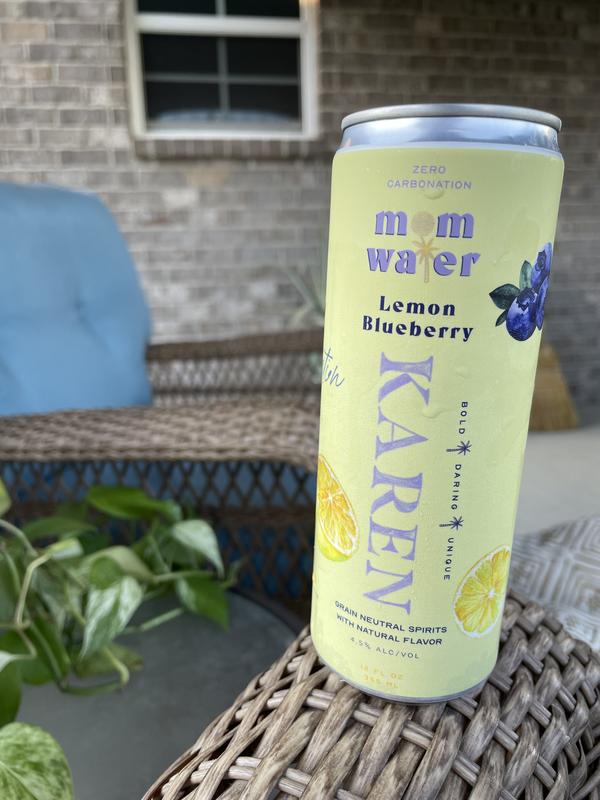 ZERO
CARBONATION
mom
water
Lemon
Blueberry
KAREN
BOLD DARING UNIQUE
GRAIN NEUTRAL SPIRITS
WITH NATURAL FLAVOR
4.5% ALC/VOL
12 FL OZ
355 ML